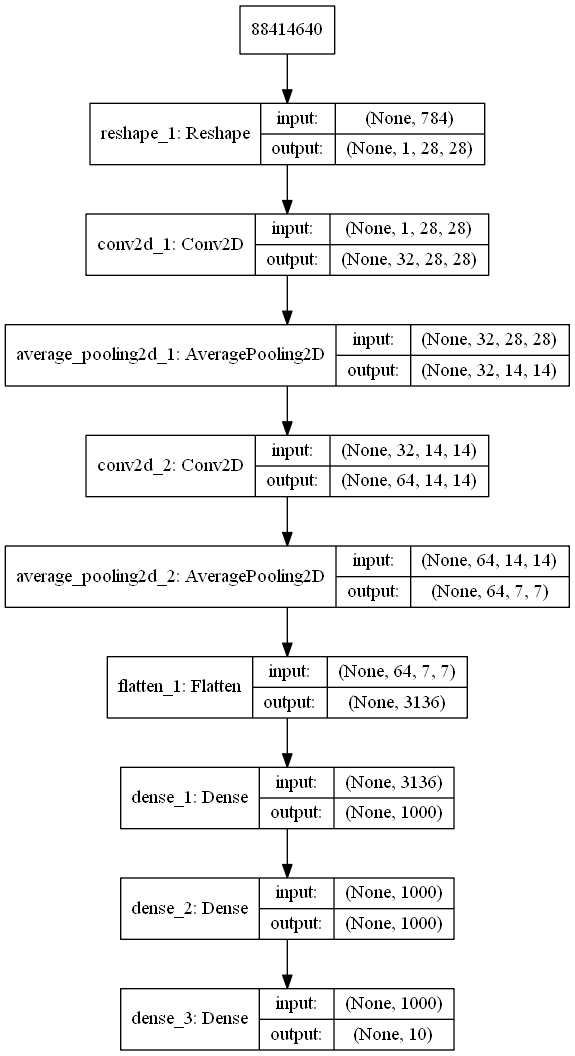 88414640
reshape_1: Reshape
input:
(None, 784)
output:
(None, 1, 28, 28)
conv2d_1: Conv2D
input:
(None, 1, 28, 28)
output:
(None, 32, 28, 28)
average_pooling2d_1: AveragePooling2D
input:
(None, 32, 28, 28)
output:
(None, 32, 14, 14)
conv2d_2: Conv2D
input:
(None, 32, 14, 14)
output:
(None, 64, 14, 14)
average_pooling2d_2: AveragePooling2D
input:
(None, 64, 14, 14)
output:
(None, 64, 7, 7)
flatten_1: Flatten
input:
(None, 64, 7, 7)
output:
(None, 3136)
dense_1: Dense
input:
(None, 3136)
output:
(None, 1000)
dense_2: Dense
input:
(None, 1000)
output:
(None, 1000)
dense_3: Dense
input:
(None, 1000)
output:
(None, 10)